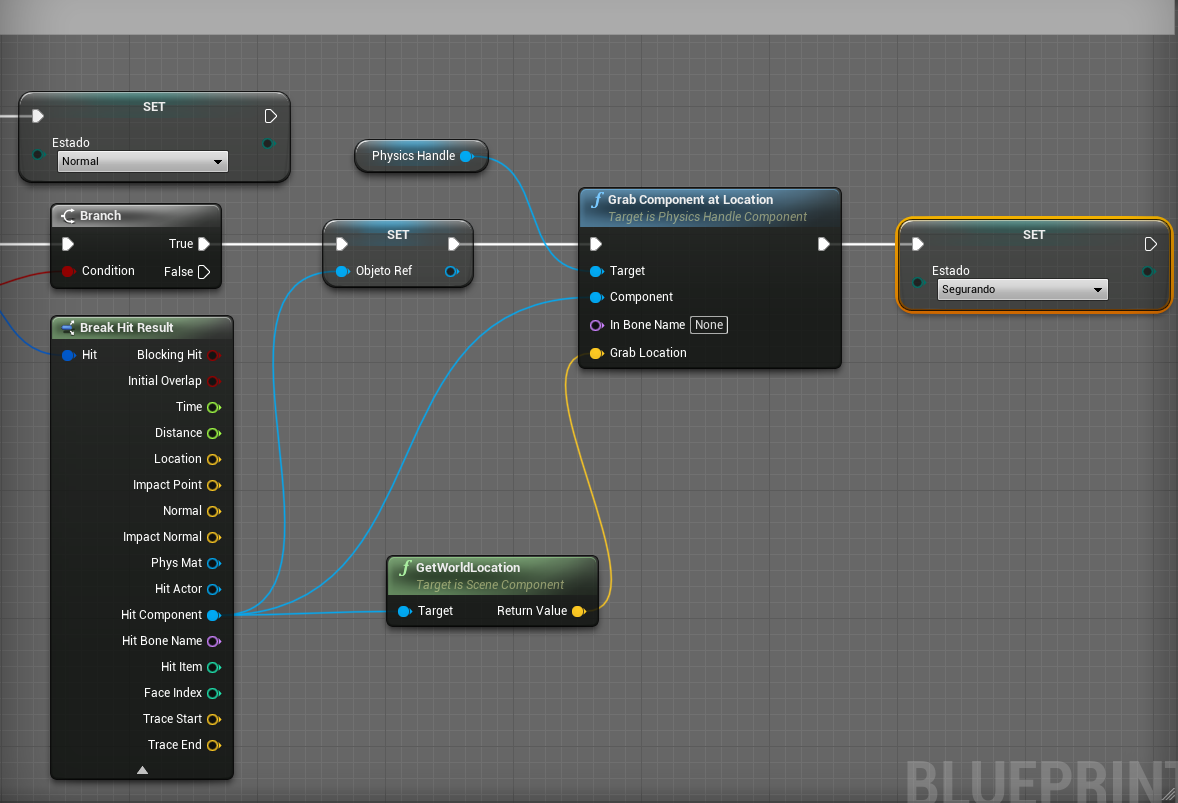 SET
Estado
Normal
Physics Handle
Branch
True
Condition
False
SET
Objeto Ref
Grab Component at Location
Target is Physics Handle Component
Target
Component
In Bone Name None
Grab Location
SET
Estado
Segurando
Break Hit Result
Hit
Blocking Hit
Initial Overlap
Time
Distance
Location
Impact Point
Normal
Impact Normal
Phys Mat
Hit Actor
Hit Component
Hit Bone Name
Hit Item
Face Index
Trace Start
Trace End
GetWorldLocation
Target is Scene Component
Target
Return Value
BLUEPRINT